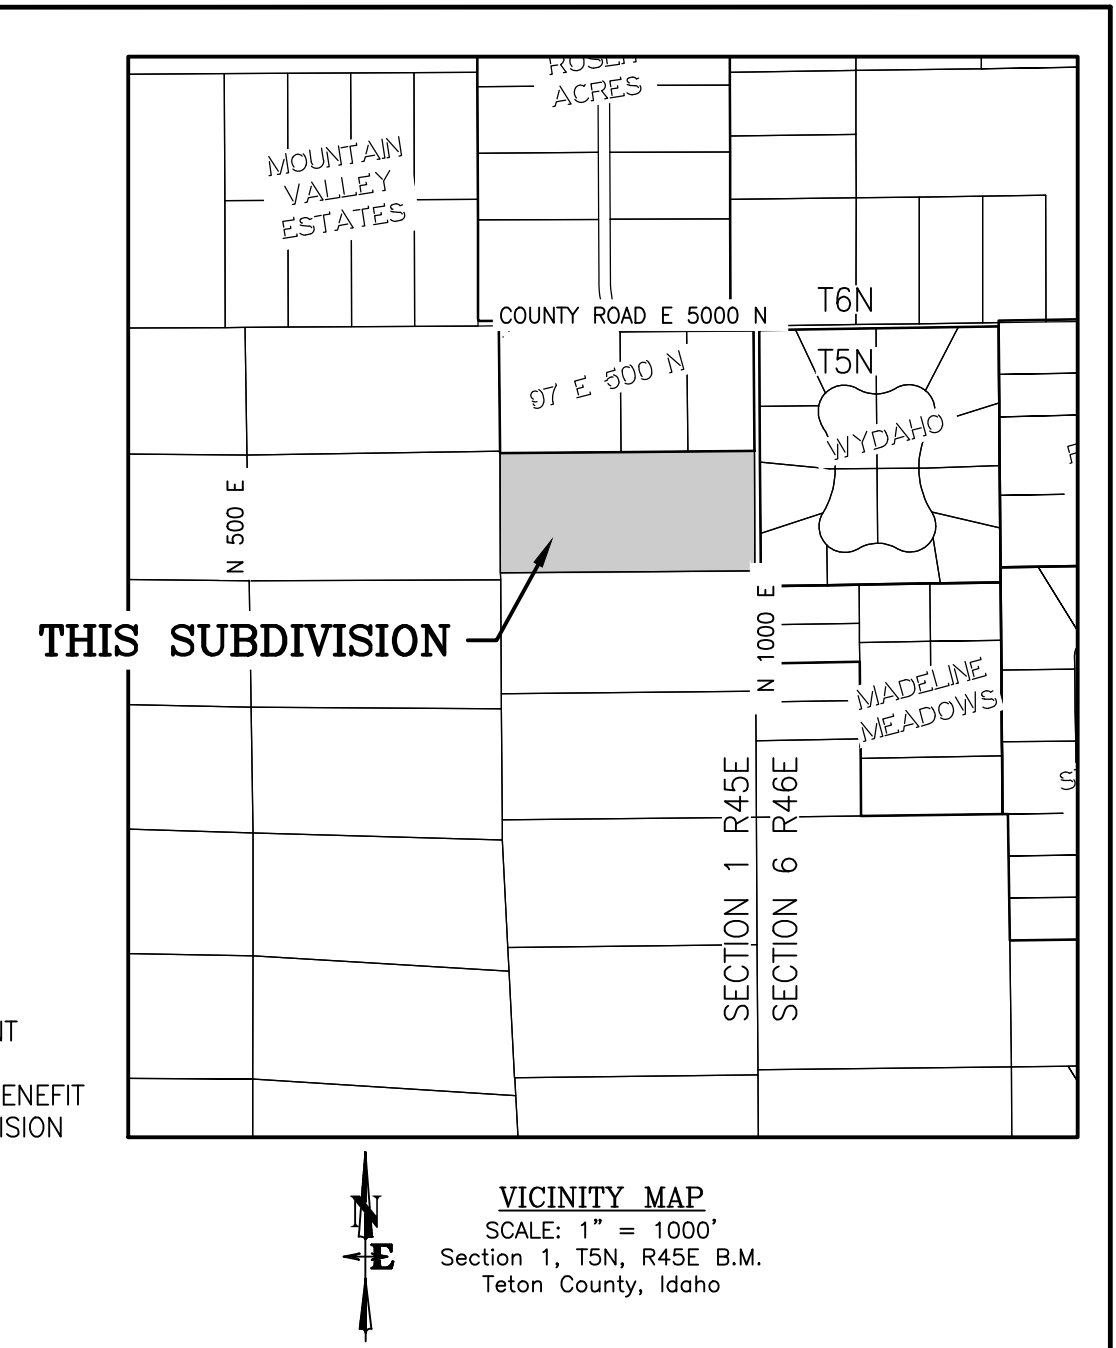 ACRES
MOUNTAIN
VALLEY
ESTATES
T6N
COUNTY ROAD E 5000 N
T5N
97 E 500 N
WYDAHO
N 500 E
THIS SUBDIVISION
N 1000 E
MADELINE
MEADOWS
SECTION 1 R45E
SECTION 6 R46E
NT
ENEFIT
ISION
N
E
VICINITY MAP
SCALE: 1" = 1000'
Section 1, T5N, R45E B.M.
Teton County, Idaho